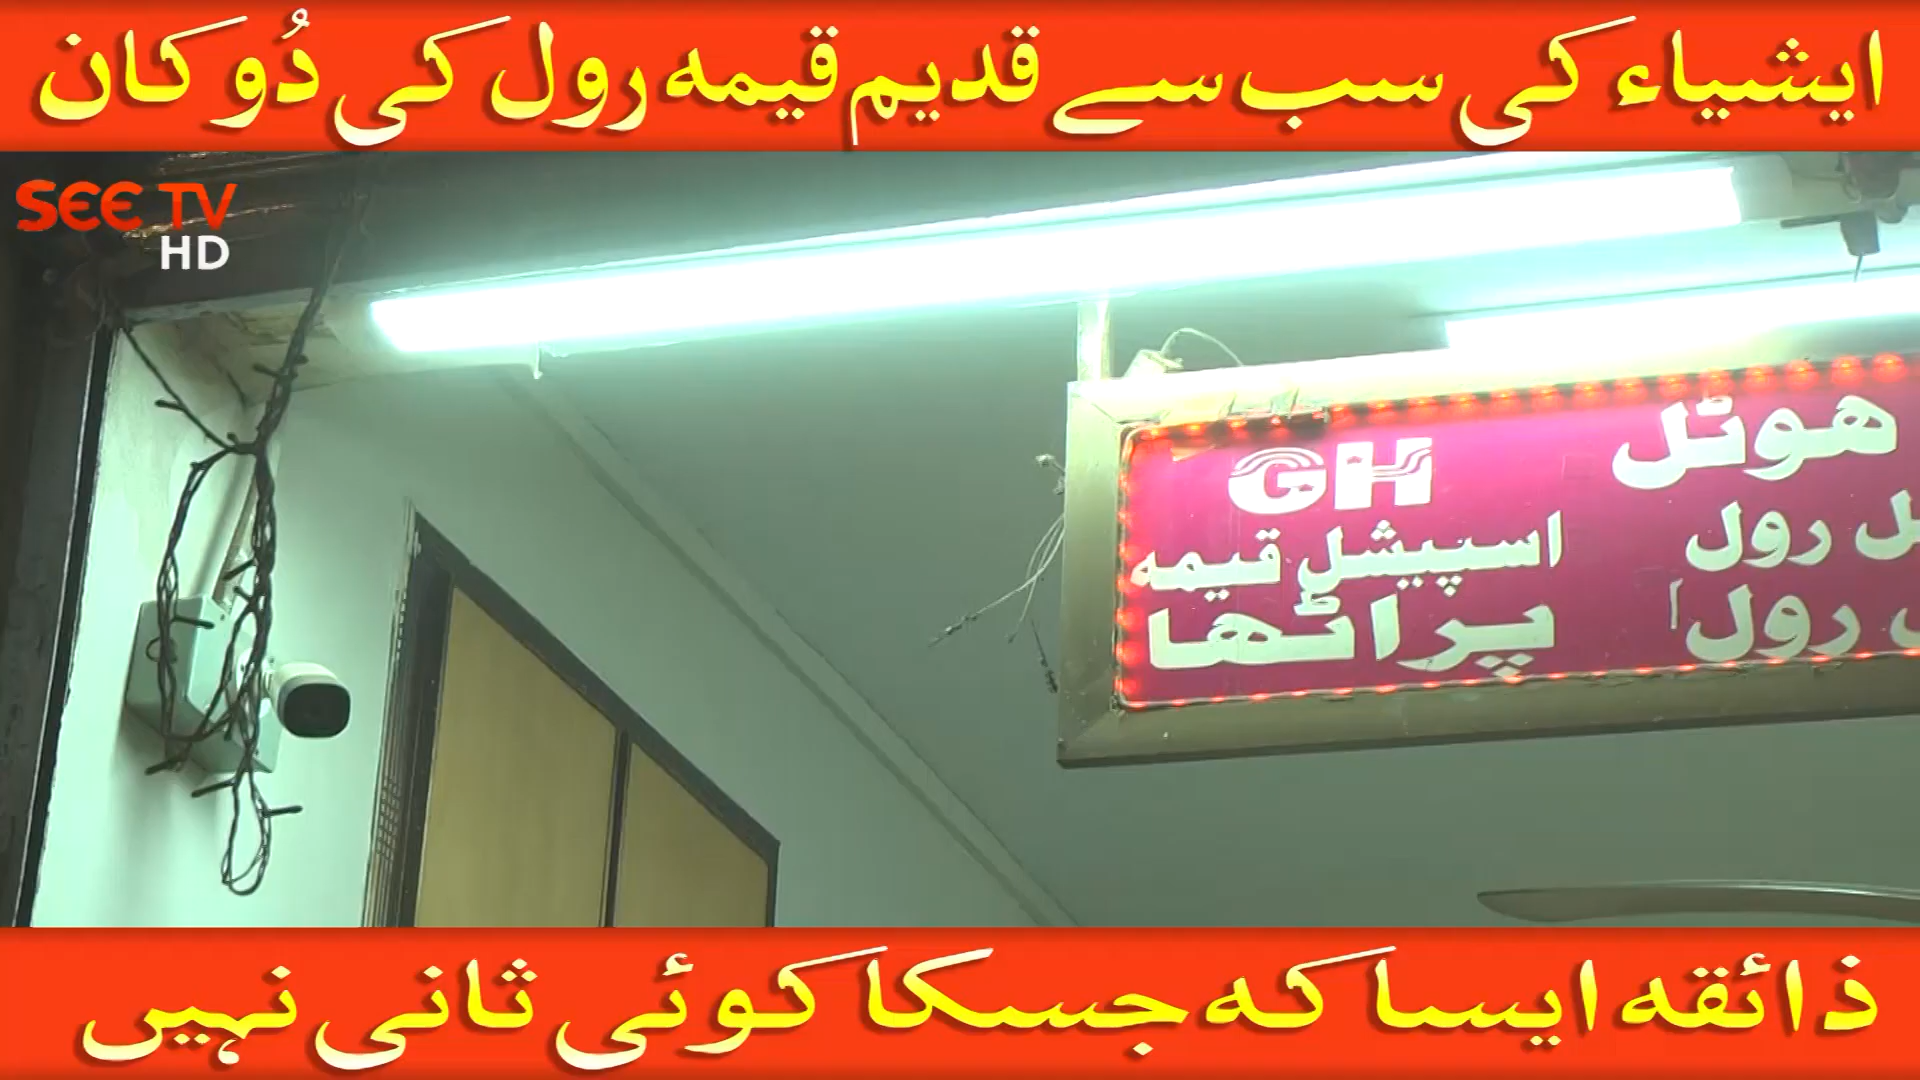 ایشیاء کی سب سے قدیم قیمہ رول کی دُوکان
SEE TV
HD
ھوٹل
GH
رول
اسپیشل قیمہ
رول
پراٹھا
ذائقہ ایسا کہ جسکا کوئی ثانی نہیں